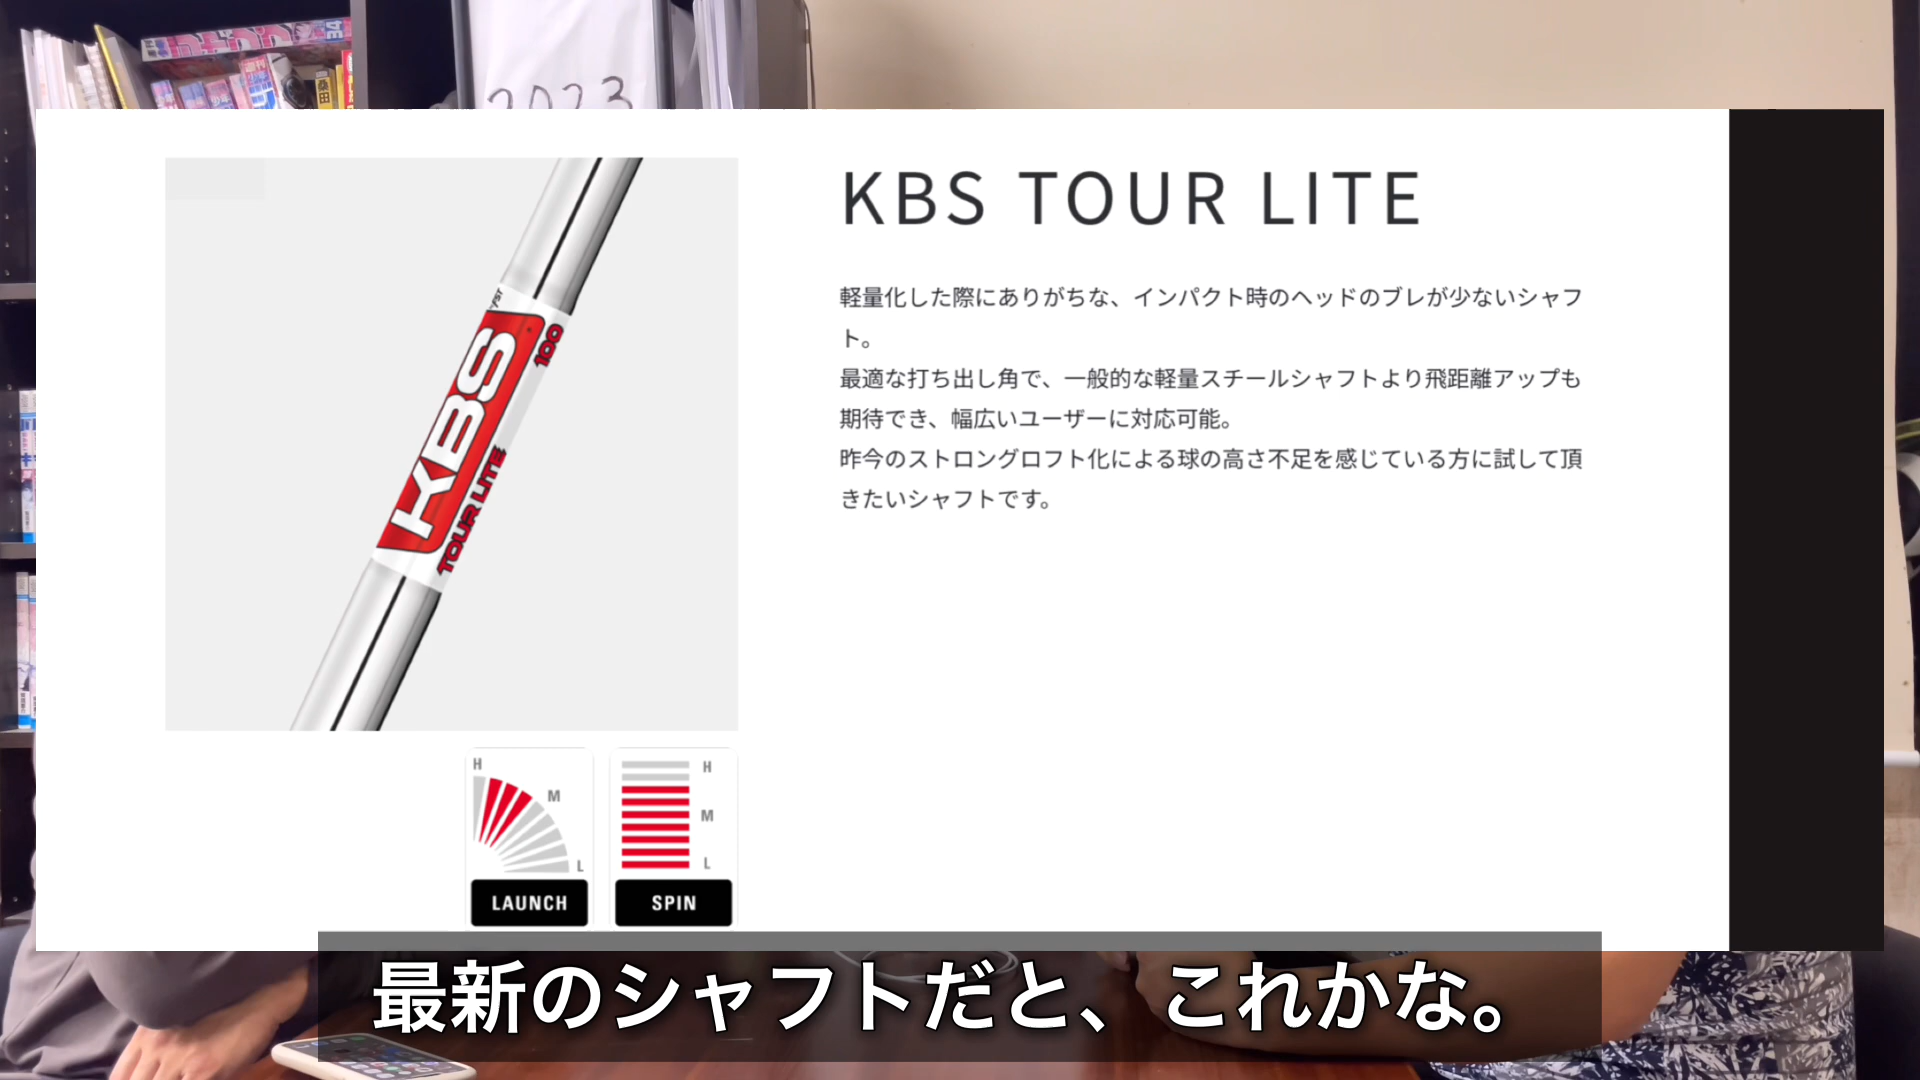 2023
桑田
KBS TOUR LITE
軽量化した際にありがちな、インパクト時のヘッドのブレが少ないシャフ
ト。
最適な打ち出し角で、一般的な軽量スチールシャフトより飛距離アップも
期待でき、幅広いユーザーに対応可能。
昨今のストロングロフト化による球の高さ不足を感じている方に試して頂
きたいシャフトです。
100
KBS
TOUR LITE
H
M
L
LAUNCH
H
M
L
SPIN
最新のシャフトだと、これかな。